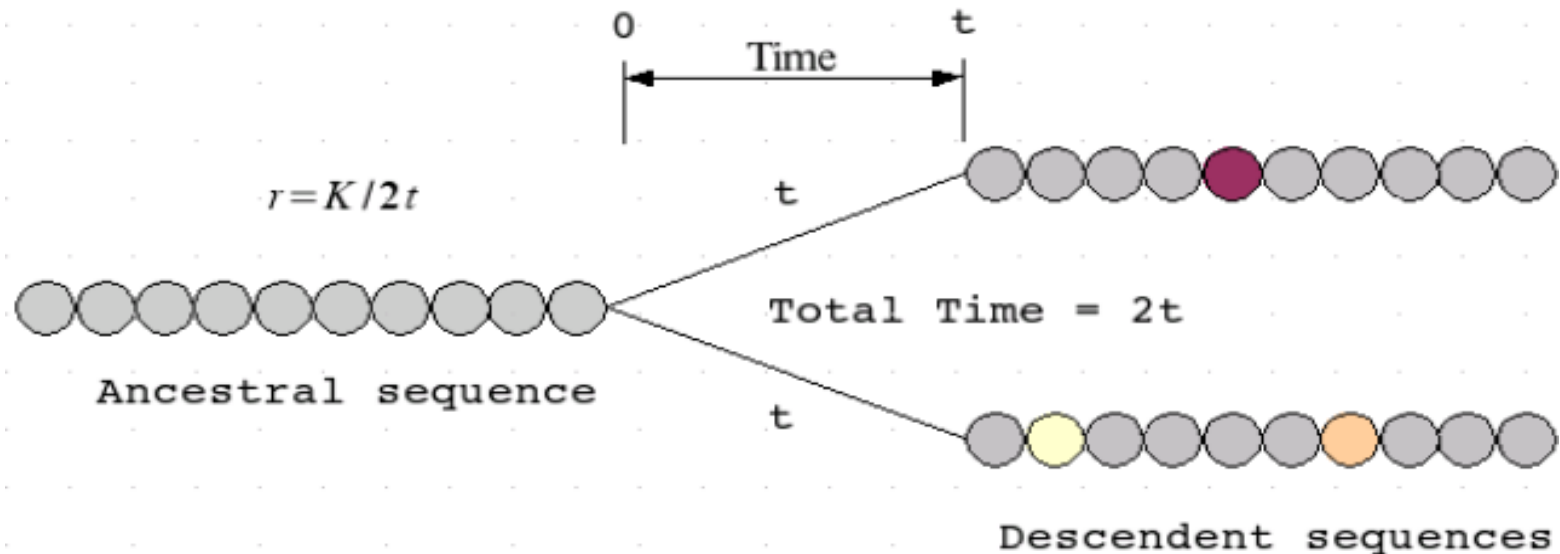 0 t
Time
r=K/2t
t
Total Time = 2t
Ancestral sequence
t
Descendent sequences